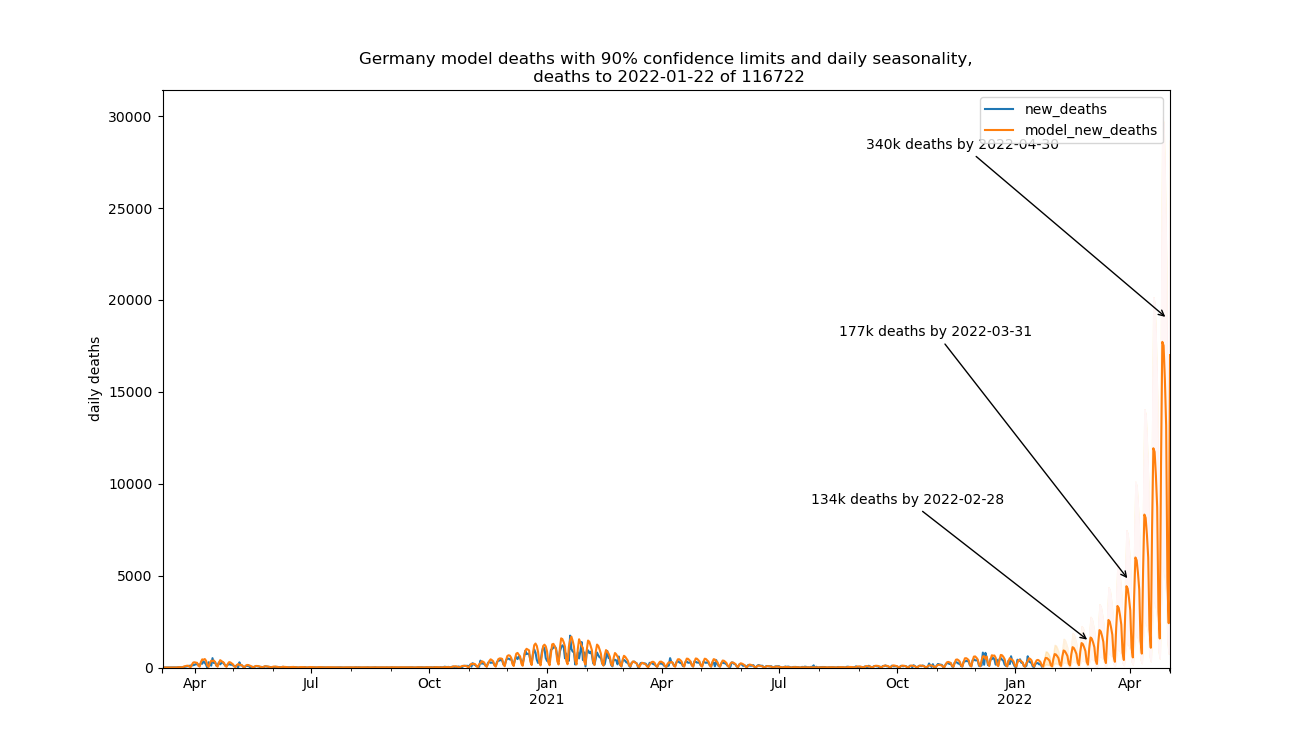 Germany model deaths with 90% confidence limits and daily seasonality,
deaths to 2022-01-22 of 116722
new_deaths
model_new_deaths
340k deaths by 2022-04-30
177k deaths by 2022-03-31
134k deaths by 2022-02-28
daily deaths
30000
25000
20000
15000
10000
5000
0
Apr Jul Oct Jan Apr Jul Oct Jan Apr
2021 2022